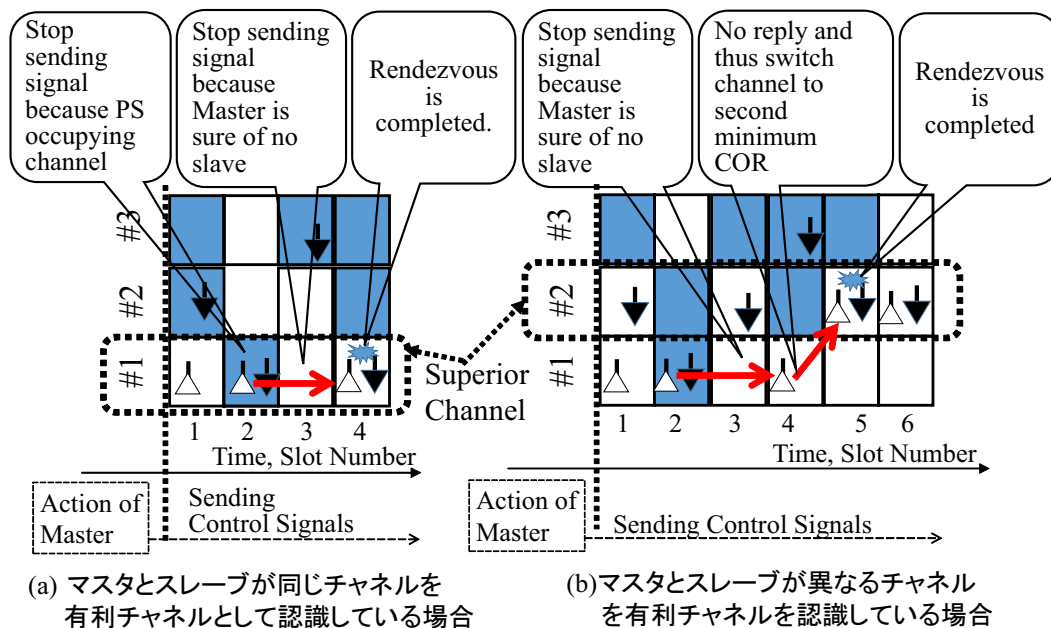 Stop
sending
signal
because PS
occupying
channel
Stop sending
signal
because
Master is
sure of no
slave
Rendezvous
is
completed.
Stop sending
signal
because
Master is
sure of no
slave
No reply and
thus switch
channel to
second
minimum
COR
Rendezvous
is
completed
#3
#2
#1
1 2 3 4
Time, Slot Number
Action of
Master
Sending
Control Signals
Superior
Channel
#3
#2
#1
1 2 3 4 5 6
Time, Slot Number
Action of
Master
Sending Control Signals
(a) マスタとスレーブが同じチャネルを
有利チャネルとして認識している場合
(b)マスタとスレーブが異なるチャネル
を有利チャネルを認識している場合